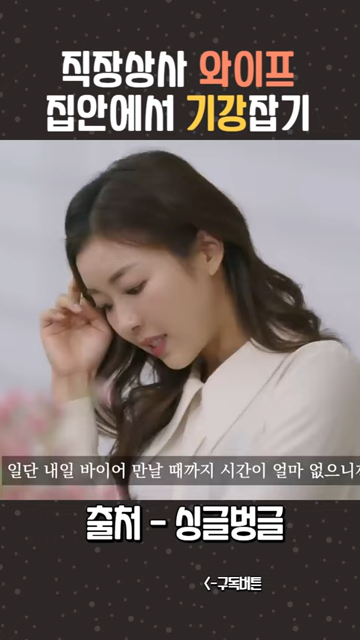 직장상사 와이프
집안에서 기강잡기
일단 내일 바이어 만날 때까지 시간이 얼마 없으니까
출처 - 싱글벙글
<-구독버튼